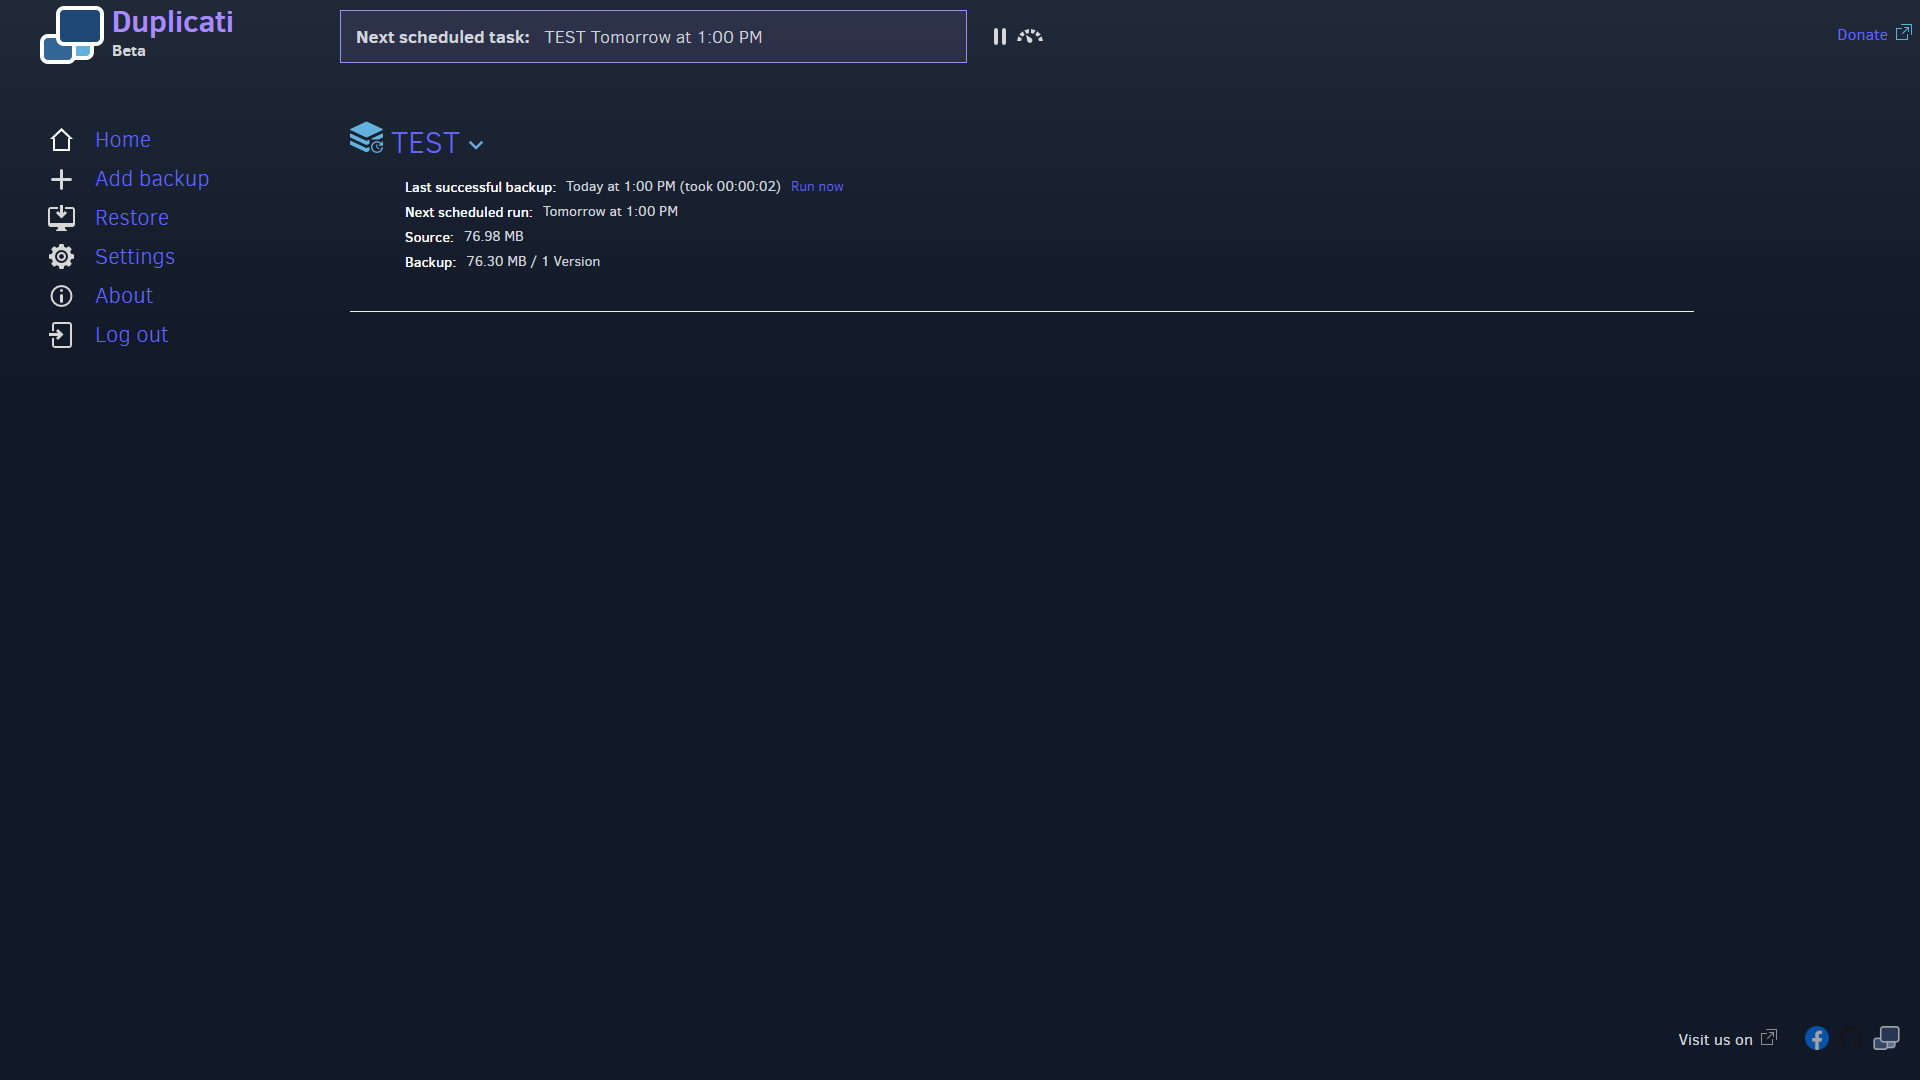 Duplicati
Beta
Next scheduled task: TEST Tomorrow at 1:00 PM
Donate
Home
Add backup
Restore
Settings
About
Log out
TEST
Last successful backup: Today at 1:00 PM (took 00:00:02) Run now
Next scheduled run: Tomorrow at 1:00 PM
Source: 76.98 MB
Backup: 76.30 MB / 1 Version
Visit us on